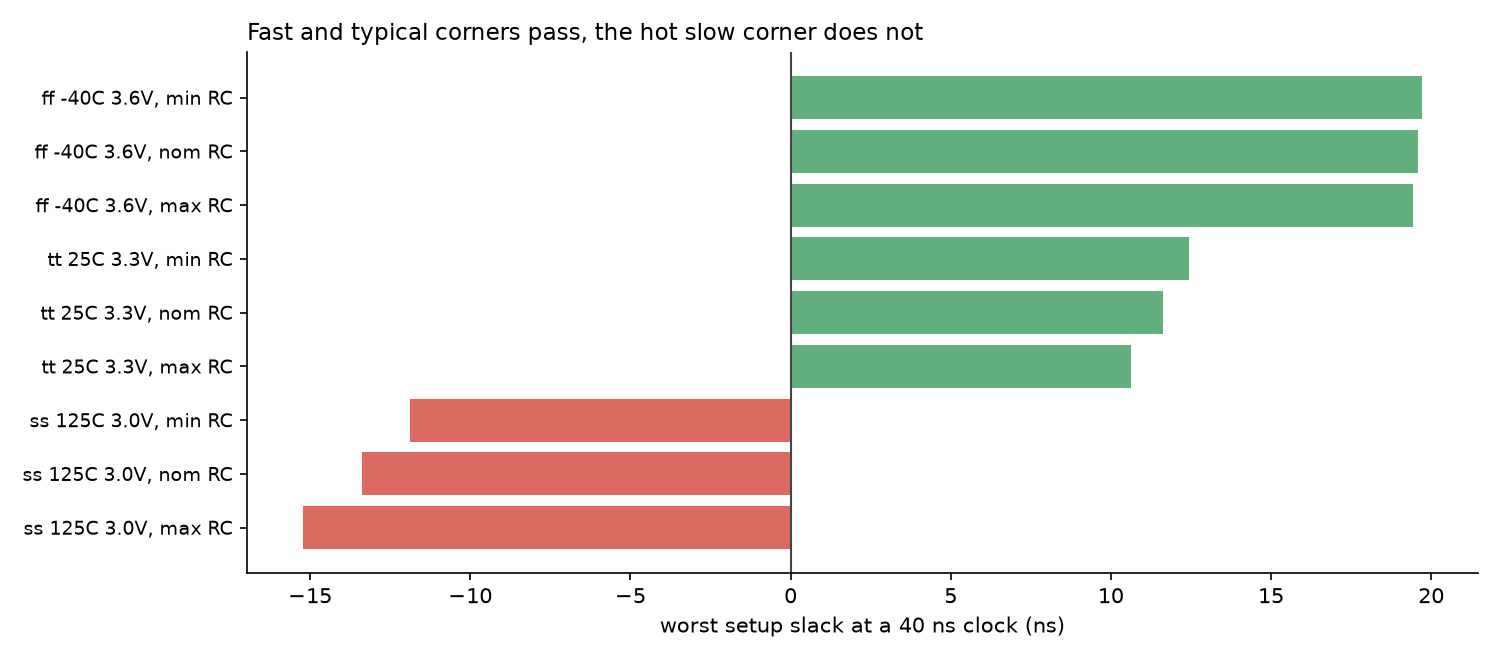 Fast and typical corners pass, the hot slow corner does not
ff -40C 3.6V, min RC
ff -40C 3.6V, nom RC
ff -40C 3.6V, max RC
tt 25C 3.3V, min RC
tt 25C 3.3V, nom RC
tt 25C 3.3V, max RC
ss 125C 3.0V, min RC
ss 125C 3.0V, nom RC
ss 125C 3.0V, max RC
−15 −10 −5 0 5 10 15 20
worst setup slack at a 40 ns clock (ns)